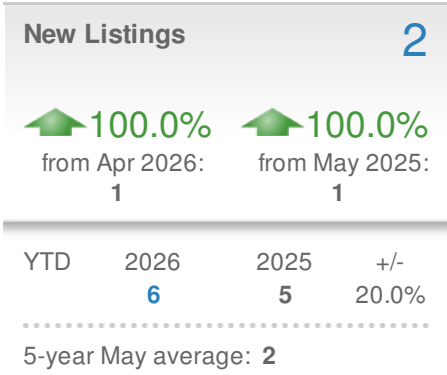 New Listings 2
100.0% 100.0%
from Apr 2026: from May 2025:
1 1
YTD 2026 2025 +/-
6 5 20.0%
5-year May average: 2